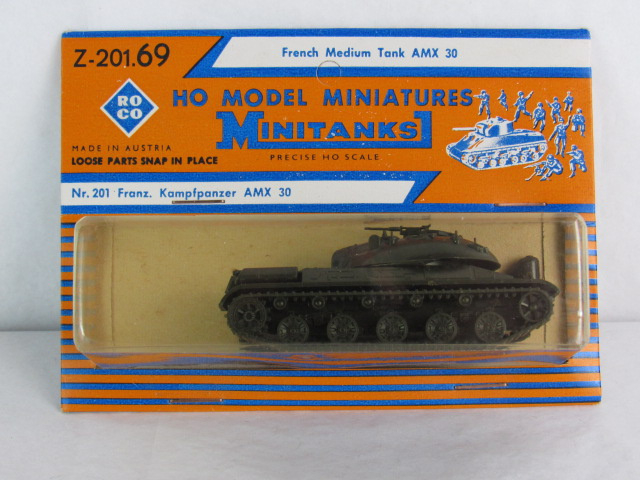 Z-201.69
French Medium Tank AMX 30
RO
CO
HO MODEL MINIATURES
MINITANKS
MADE IN AUSTRIA
LOOSE PARTS SNAP IN PLACE
PRECISE HO SCALE
Nr. 201 Franz. Kampfpanzer AMX 30